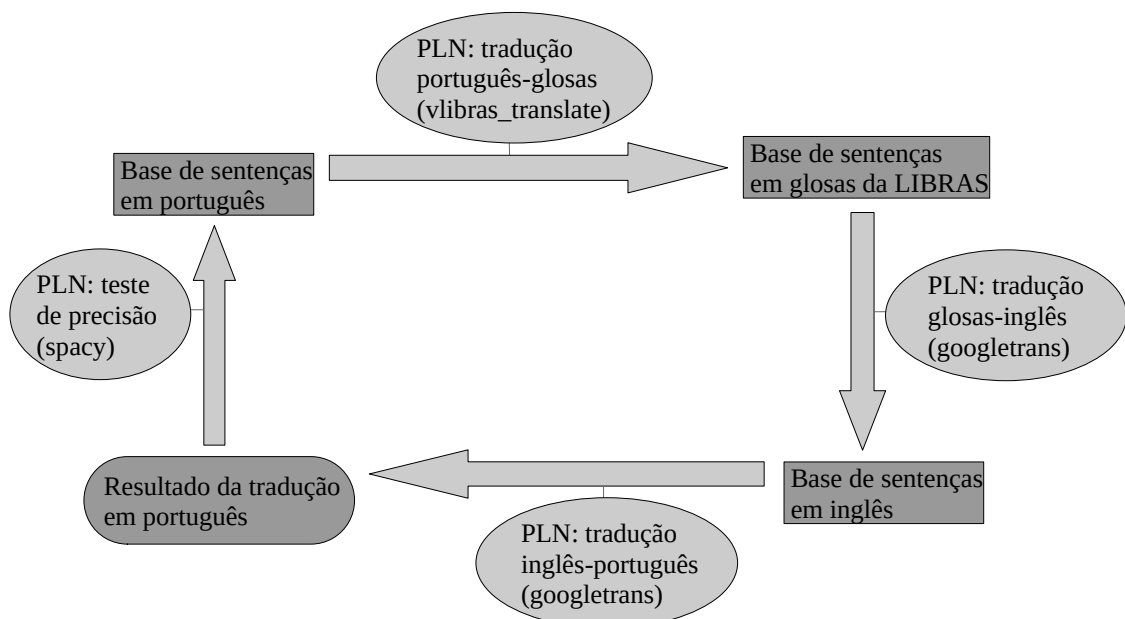 PLN: tradução
português-glosas
(vlibras_translate)
Base de sentenças
em português
Base de sentenças
em glosas da LIBRAS
PLN: teste
de precisão
(spacy)
PLN: tradução
glosas-inglês
(googletrans)
Resultado da tradução
em português
Base de sentenças
em inglês
PLN: tradução
inglês-português
(googletrans)